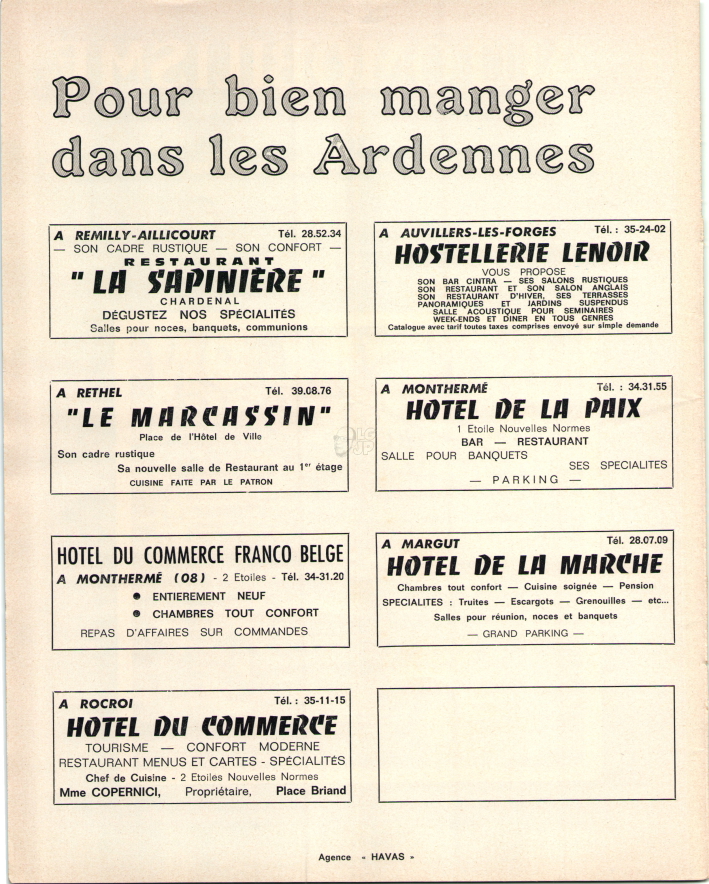 Pour bien manger
dans les Ardennes
A REMILLY-AILLICOURT Tél. 28.52.34
— SON CADRE RUSTIQUE — SON CONFORT —
RESTAURANT
" LA SAPINIÈRE "
CHARDENAL
DÉGUSTEZ NOS SPÉCIALITÉS
Salles pour noces, banquets, communions
A AUVILLERS-LES-FORGES Tél. : 35-24-02
HOSTELLERIE LENOIR
VOUS PROPOSE
SON BAR CINTRA — SES SALONS RUSTIQUES
SON RESTAURANT ET SON SALON ANGLAIS
SON RESTAURANT D'HIVER, SES TERRASSES
PANORAMIQUES ET JARDINS SUSPENDUS
SALLE ACOUSTIQUE POUR SEMINAIRES
WEEK-ENDS ET DINER EN TOUS GENRES
Catalogue avec tarif toutes taxes comprises envoyé sur simple demande
A RETHEL Tél. 39.08.76
"LE MARCASSIN"
Place de l'Hôtel de Ville
Son cadre rustique
Sa nouvelle salle de Restaurant au 1er étage
CUISINE FAITE PAR LE PATRON
A MONTHERMÉ Tél. : 34.31.55
HOTEL DE LA PAIX
1 Etoile Nouvelles Normes
BAR — RESTAURANT
SALLE POUR BANQUETS
SES SPECIALITES
— PARKING —
HOTEL DU COMMERCE FRANCO BELGE
A MONTHERMÉ (08) - 2 Etoiles - Tél. 34-31.20
● ENTIEREMENT NEUF
● CHAMBRES TOUT CONFORT
REPAS D'AFFAIRES SUR COMMANDES
A MARGUT Tél. 28.07.09
HOTEL DE LA MARCHE
Chambres tout confort — Cuisine soignée — Pension
SPECIALITES : Truites — Escargots — Grenouilles — etc...
Salles pour réunion, noces et banquets
— GRAND PARKING —
A ROCROI Tél. : 35-11-15
HOTEL DU COMMERCE
TOURISME — CONFORT MODERNE
RESTAURANT MENUS ET CARTES - SPÉCIALITÉS
Chef de Cuisine - 2 Etoiles Nouvelles Normes
Mme COPERNICI, Propriétaire, Place Briand
Agence « HAVAS »